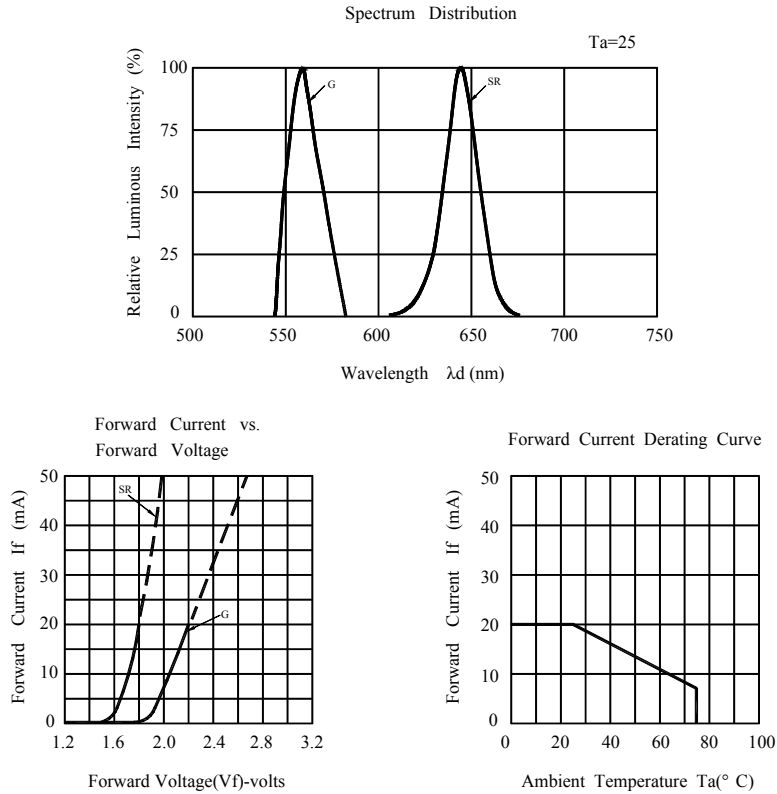 Spectrum Distribution
Ta=25
Relative Luminous Intensity (%)
100
75
50
25
0
G
SR
500 550 600 650 700 750
Wavelength λd (nm)
Forward Current vs.
Forward Voltage
Forward Current If (mA)
50
40
30
20
10
0
SR
G
1.2 1.6 2.0 2.4 2.8 3.2
Forward Voltage(Vf)-volts
Forward Current Derating Curve
Forward Current If (mA)
50
40
30
20
10
0
0 20 40 60 80 100
Ambient Temperature Ta(° C)